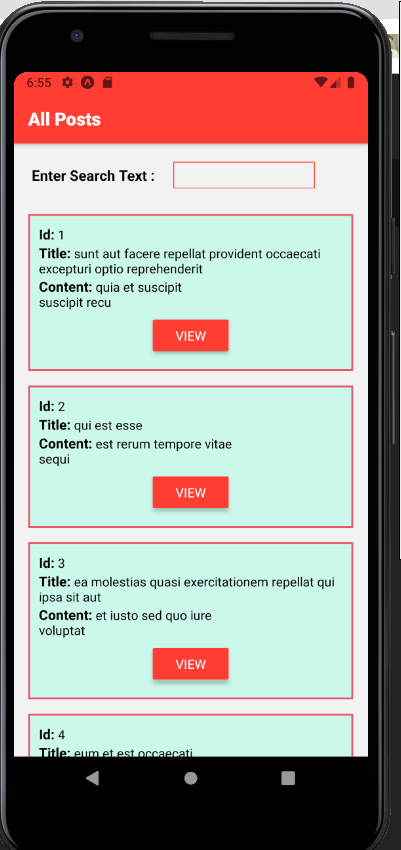 6:55
All Posts
Enter Search Text :
Id: 1
Title: sunt aut facere repellat provident occaecati
excepturi optio reprehenderit
Content: quia et suscipit
suscipit recu
VIEW
Id: 2
Title: qui est esse
Content: est rerum tempore vitae
sequi
VIEW
Id: 3
Title: ea molestias quasi exercitationem repellat qui
ipsa sit aut
Content: et iusto sed quo iure
voluptat
VIEW
Id: 4
Title: eum et est occaecati